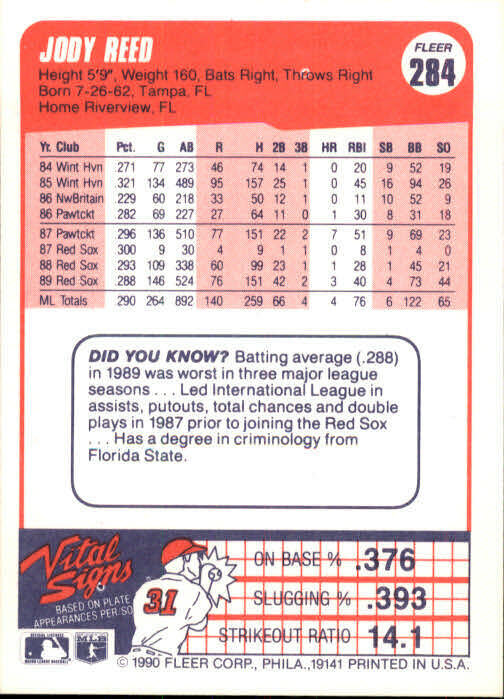 JODY REED
FLEER
284
Height 5'9", Weight 160, Bats Right, Throws Right
Born 7-26-62, Tampa, FL
Home Riverview, FL
Yr. Club Pct. G AB R H 2B 3B HR RBI SB BB SO
84 Wint Hvn .271 77 273 46 74 14 1 0 20 9 52 19
85 Wint Hvn .321 134 489 95 157 25 1 0 45 16 94 26
86 NwBritain .229 60 218 33 50 12 1 0 11 10 52 9
86 Pawtckt .282 69 227 27 64 11 0 1 30 8 31 18
87 Pawtckt .296 136 510 77 151 22 2 7 51 9 69 23
87 Red Sox .300 9 30 4 9 1 1 0 8 1 4 0
88 Red Sox .293 109 338 60 99 23 1 1 28 1 45 21
89 Red Sox .288 146 524 76 151 42 2 3 40 4 73 44
ML Totals .290 264 892 140 259 66 4 4 76 6 122 65
DID YOU KNOW? Batting average (.288)
in 1989 was worst in three major league
seasons . . . Led International League in
assists, putouts, total chances and double
plays in 1987 prior to joining the Red Sox
. . . Has a degree in criminology from
Florida State.
Vital
Signs
BASED ON PLATE
APPEARANCES PER/SO
31
ON BASE % .376
SLUGGING % .393
STRIKEOUT RATIO 14.1
MLB
© 1990 FLEER CORP., PHILA.,19141 PRINTED IN U.S.A.